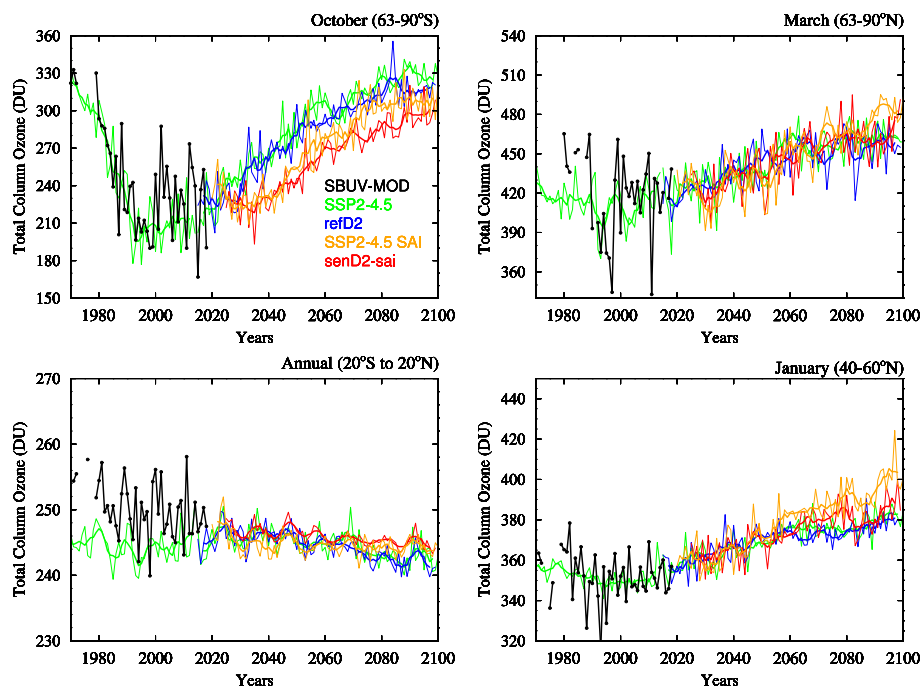 October (63-90°S)
Total Column Ozone (DU)
360
330
300
270
240
210
180
150
SBUV-MOD
SSP2-4.5
refD2
SSP2-4.5 SAI
senD2-sai
1980 2000 2020 2040 2060 2080 2100
Years
March (63-90°N)
Total Column Ozone (DU)
540
510
480
450
420
390
360
1980 2000 2020 2040 2060 2080 2100
Years
Annual (20°S to 20°N)
Total Column Ozone (DU)
270
260
250
240
230
1980 2000 2020 2040 2060 2080 2100
Years
January (40-60°N)
Total Column Ozone (DU)
440
420
400
380
360
340
320
1980 2000 2020 2040 2060 2080 2100
Years